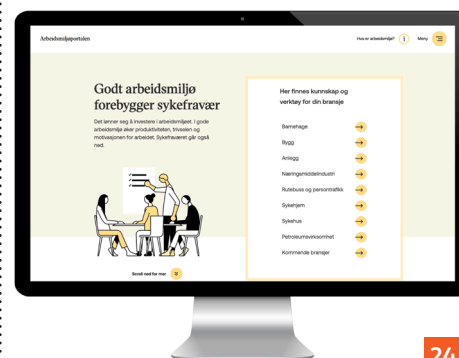 Arbeidsmiljøportalen
Hva er arbeidsmiljø?
i
Meny
Godt arbeidsmiljø
forebygger sykefravær
Det lønner seg å investere i arbeidsmiljøet. I gode
arbeidsmiljø øker produktiviteten, trivselen og
motivasjonen for arbeidet. Sykefraværet går også
ned.
Scroll ned for mer
Her finnes kunnskap og
verktøy for din bransje
Barnehage
Bygg
Anlegg
Næringsmiddelindustri
Rutebuss og persontrafikk
Sykehjem
Sykehus
Petroleumsvirksomhet
Kommende bransjer
24